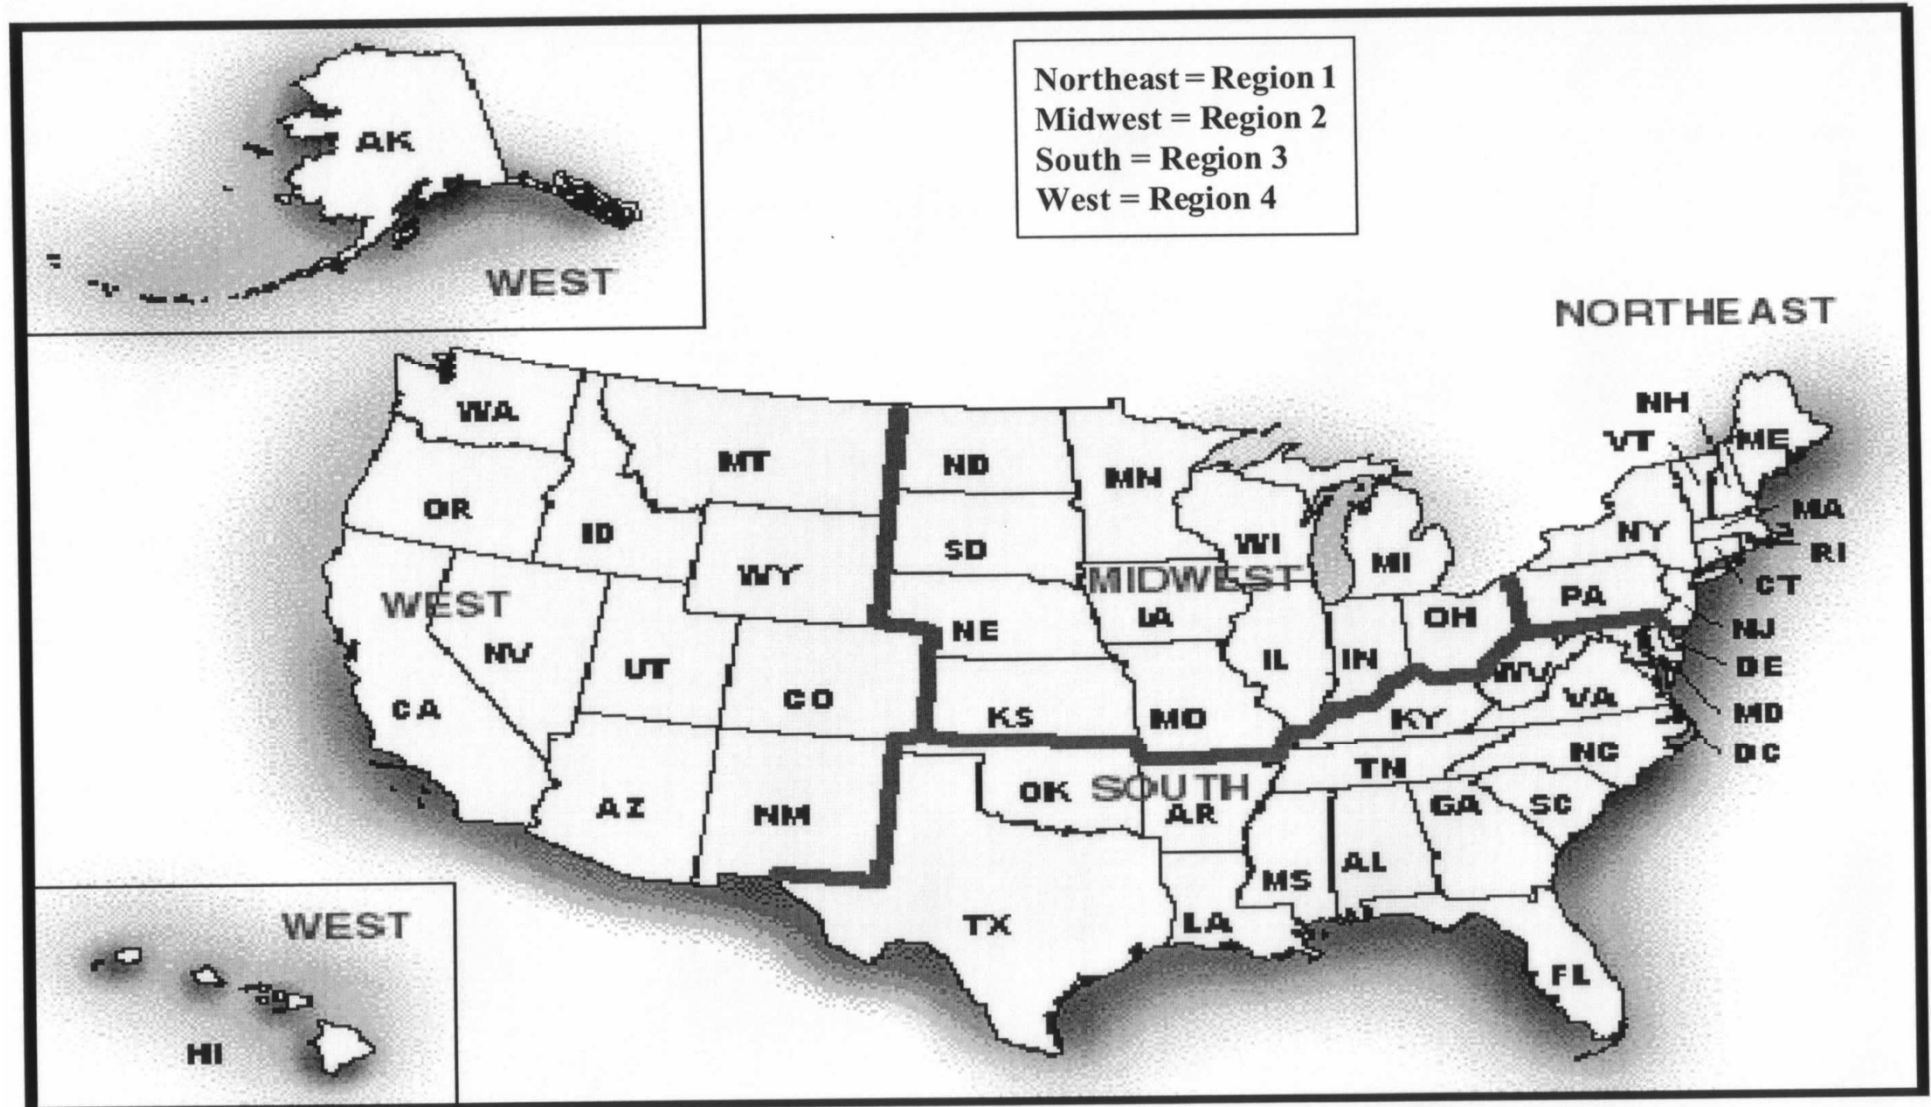 Northeast = Region 1
Midwest = Region 2
South = Region 3
West = Region 4
AK
WEST
NORTHEAST
NH
VT
ME
WA
MT
ND
MN
OR
ID
SD
WI
MI
NY
MA
RI
WY
MIDWEST
CT
PA
WEST
NE
IA
OH
NJ
NV
UT
IL
IN
WV
DE
CA
CO
KS
MO
KY
VA
MD
NC
DC
AZ
NM
OK
SOUTH
TN
AR
GA
SC
MS
AL
TX
LA
FL
WEST
HI